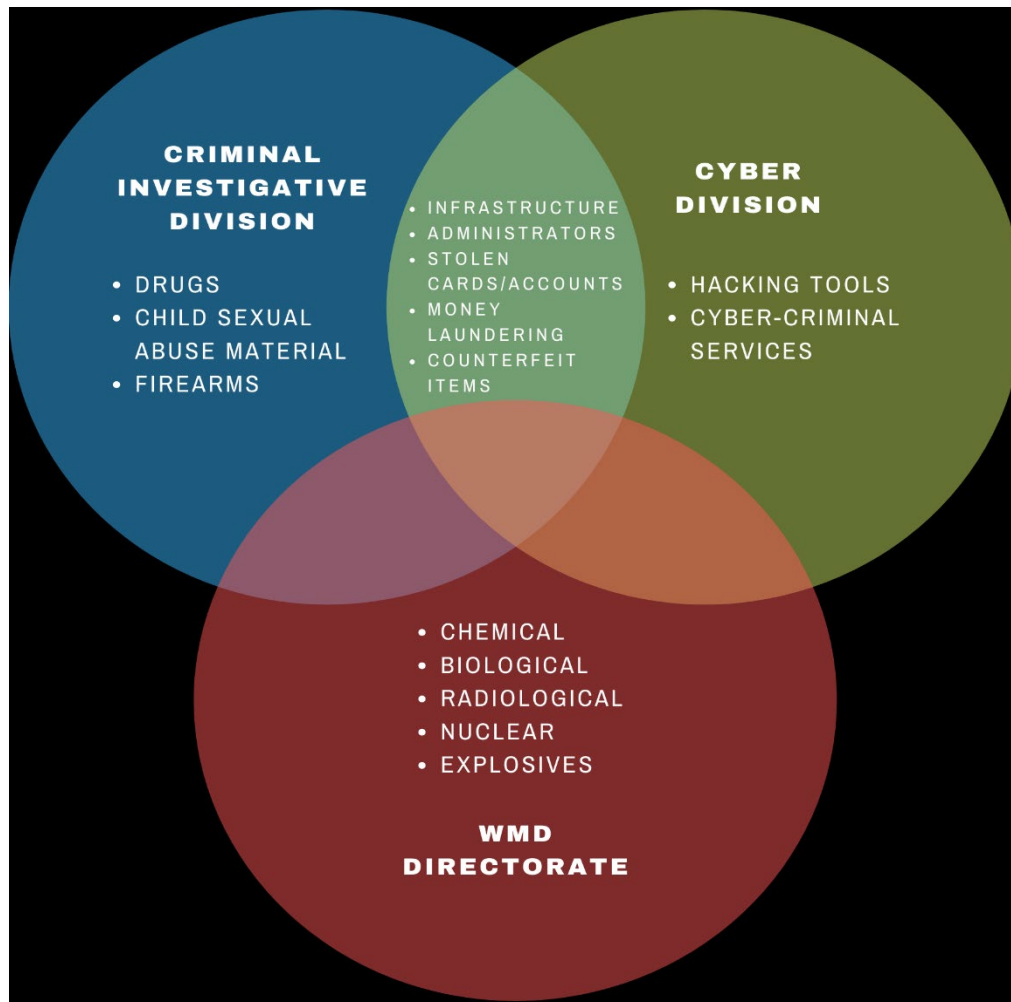 CRIMINAL
INVESTIGATIVE
DIVISION
• DRUGS
• CHILD SEXUAL
ABUSE MATERIAL
• FIREARMS
• INFRASTRUCTURE
• ADMINISTRATORS
• STOLEN
CARDS/ACCOUNTS
• MONEY
LAUNDERING
• COUNTERFEIT
ITEMS
CYBER
DIVISION
• HACKING TOOLS
• CYBER-CRIMINAL
SERVICES
• CHEMICAL
• BIOLOGICAL
• RADIOLOGICAL
• NUCLEAR
• EXPLOSIVES
WMD
DIRECTORATE